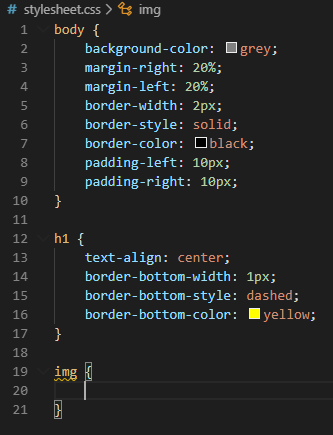 # stylesheet.css > img
1 body {
2     background-color: grey;
3     margin-right: 20%;
4     margin-left: 20%;
5     border-width: 2px;
6     border-style: solid;
7     border-color: black;
8     padding-left: 10px;
9     padding-right: 10px;
10 }
11
12 h1 {
13     text-align: center;
14     border-bottom-width: 1px;
15     border-bottom-style: dashed;
16     border-bottom-color: yellow;
17 }
18
19 img {
20
21 }